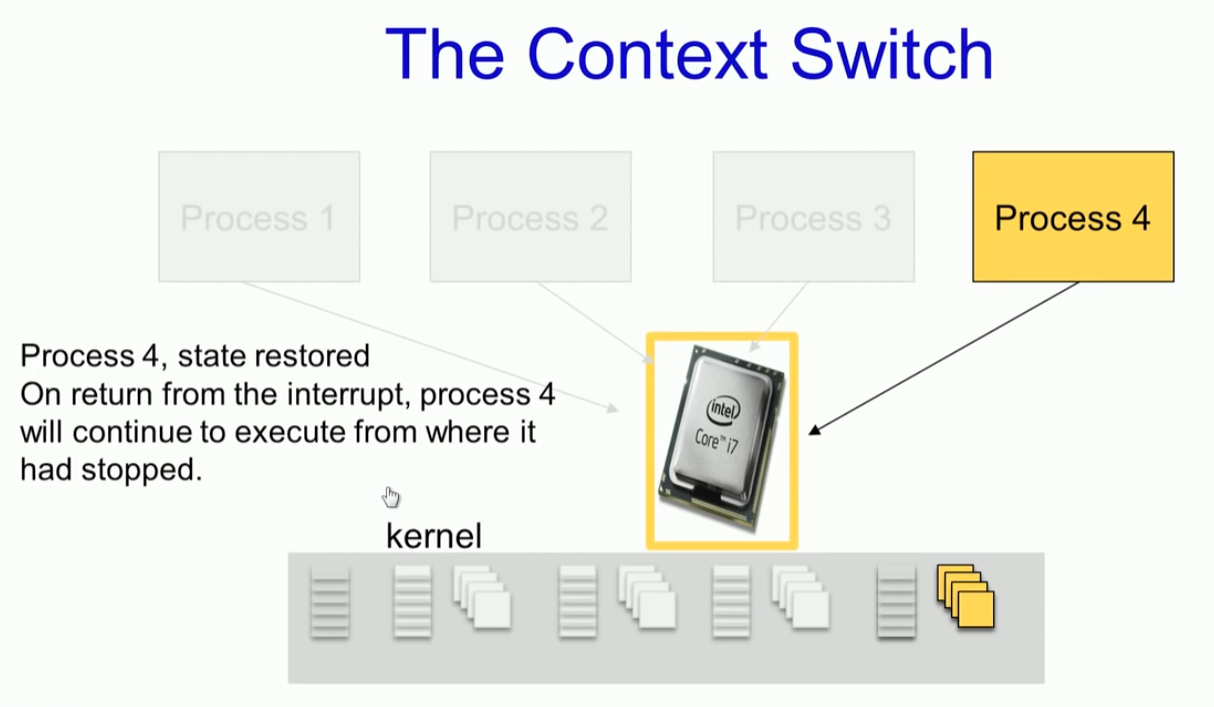 The Context Switch
Process 1
Process 2
Process 3
Process 4
Process 4, state restored
On return from the interrupt, process 4
will continue to execute from where it
had stopped.
intel
Core™ i7
kernel